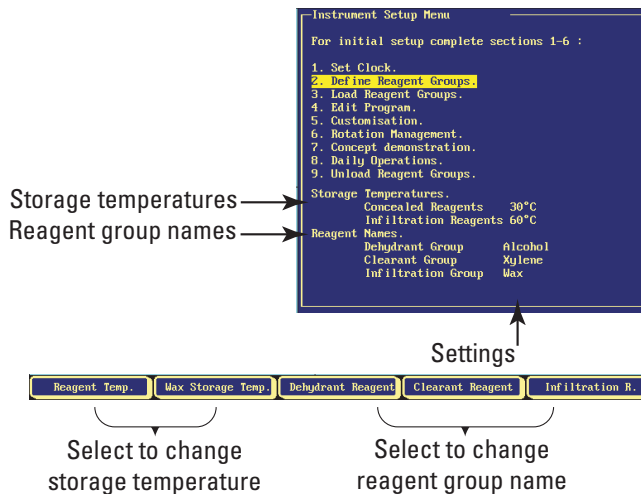 Instrument Setup Menu
For initial setup complete sections 1-6 :
1. Set Clock.
2. Define Reagent Groups.
3. Load Reagent Groups.
4. Edit Program.
5. Customisation.
6. Rotation Management.
7. Concept demonstration.
8. Daily Operations.
9. Unload Reagent Groups.
Storage temperatures
Storage Temperatures.
Concealed Reagents 30°C
Infiltration Reagents 60°C
Reagent group names
Reagent Names.
Dehydrant Group Alcohol
Clearant Group Xylene
Infiltration Group Wax
Settings
Reagent Temp. Wax Storage Temp. Dehydrant Reagent Clearant Reagent Infiltration R.
Select to change
storage temperature
Select to change
reagent group name